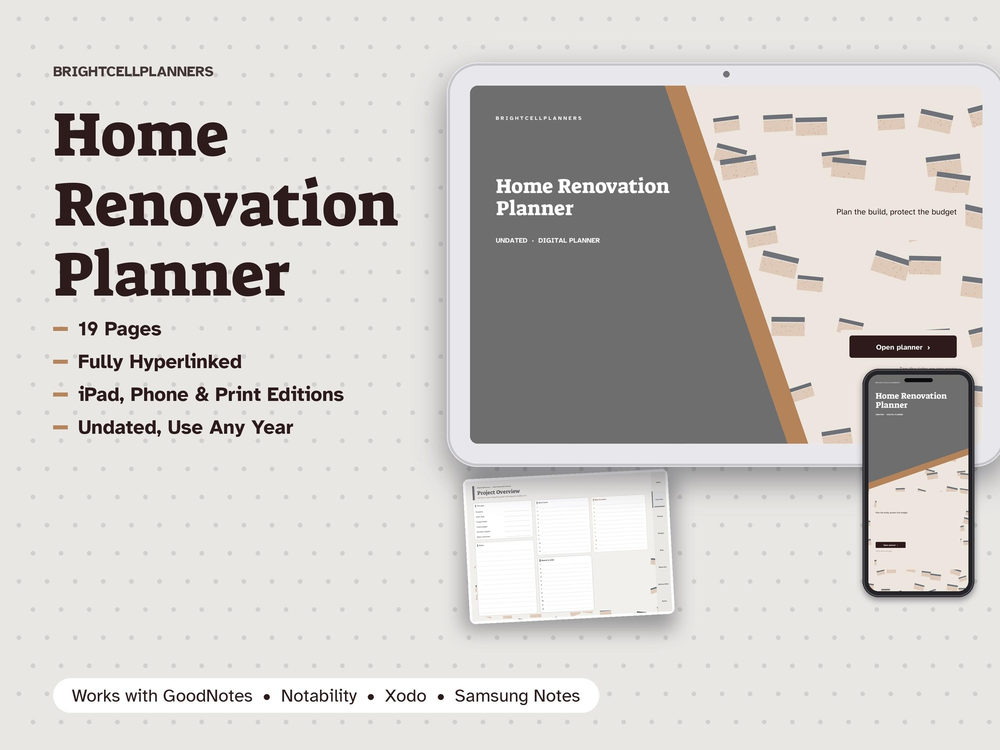 BRIGHTCELLPLANNERS
Home
Renovation
Planner
19 Pages
Fully Hyperlinked
iPad, Phone & Print Editions
Undated, Use Any Year
BRIGHTCELLPLANNERS
Home Renovation
Planner
UNDATED · DIGITAL PLANNER
Plan the build, protect the budget
Open planner ›
Home Renovation
Planner
Project Overview
Works with GoodNotes • Notability • Xodo • Samsung Notes